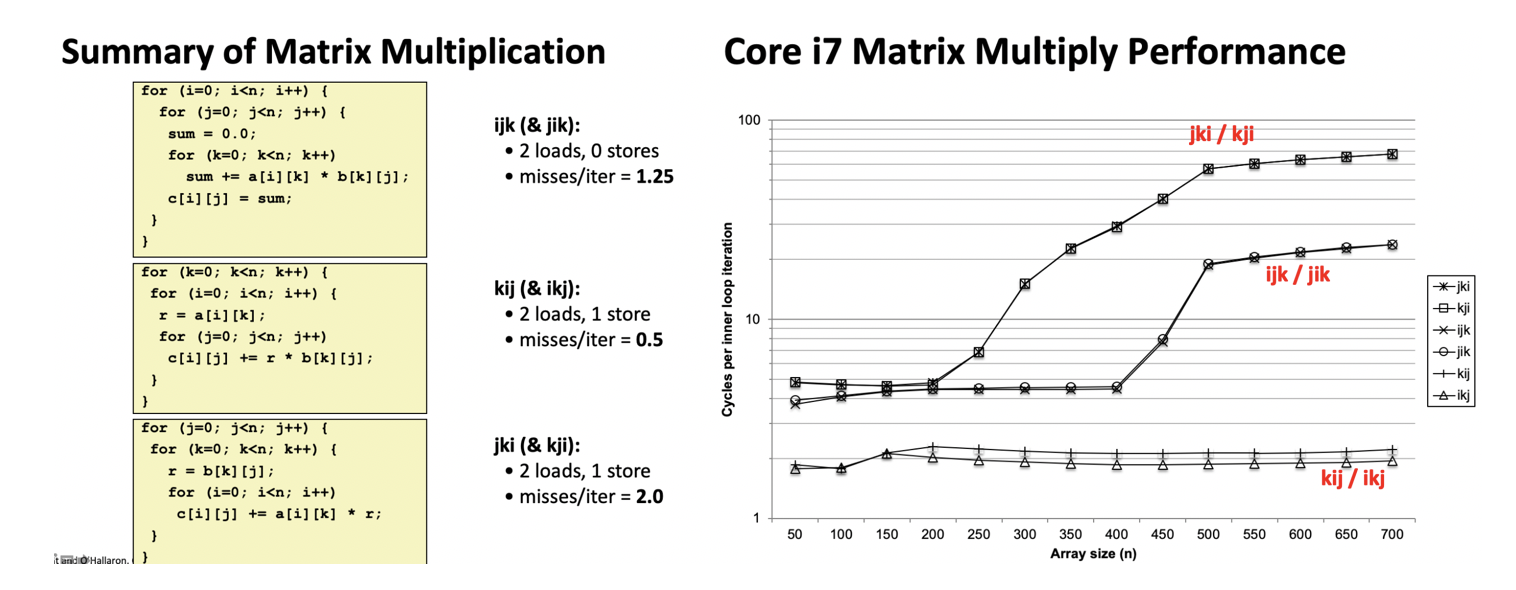 Summary of Matrix Multiplication
for (i=0; i<n; i++) {
for (j=0; j<n; j++) {
sum = 0.0;
for (k=0; k<n; k++)
sum += a[i][k] * b[k][j];
c[i][j] = sum;
}
}
ijk (& jik):
• 2 loads, 0 stores
• misses/iter = 1.25
for (k=0; k<n; k++) {
for (i=0; i<n; i++) {
r = a[i][k];
for (j=0; j<n; j++)
c[i][j] += r * b[k][j];
}
}
kij (& ikj):
• 2 loads, 1 store
• misses/iter = 0.5
for (j=0; j<n; j++) {
for (k=0; k<n; k++) {
r = b[k][j];
for (i=0; i<n; i++)
c[i][j] += a[i][k] * r;
}
}
jki (& kji):
• 2 loads, 1 store
• misses/iter = 2.0
Hallaron,
Core i7 Matrix Multiply Performance
Cycles per inner loop iteration
100
10
1
jki / kji
ijk / jik
kij / ikj
50 100 150 200 250 300 350 400 450 500 550 600 650 700
Array size (n)
jki
kji
ijk
jik
kij
ikj